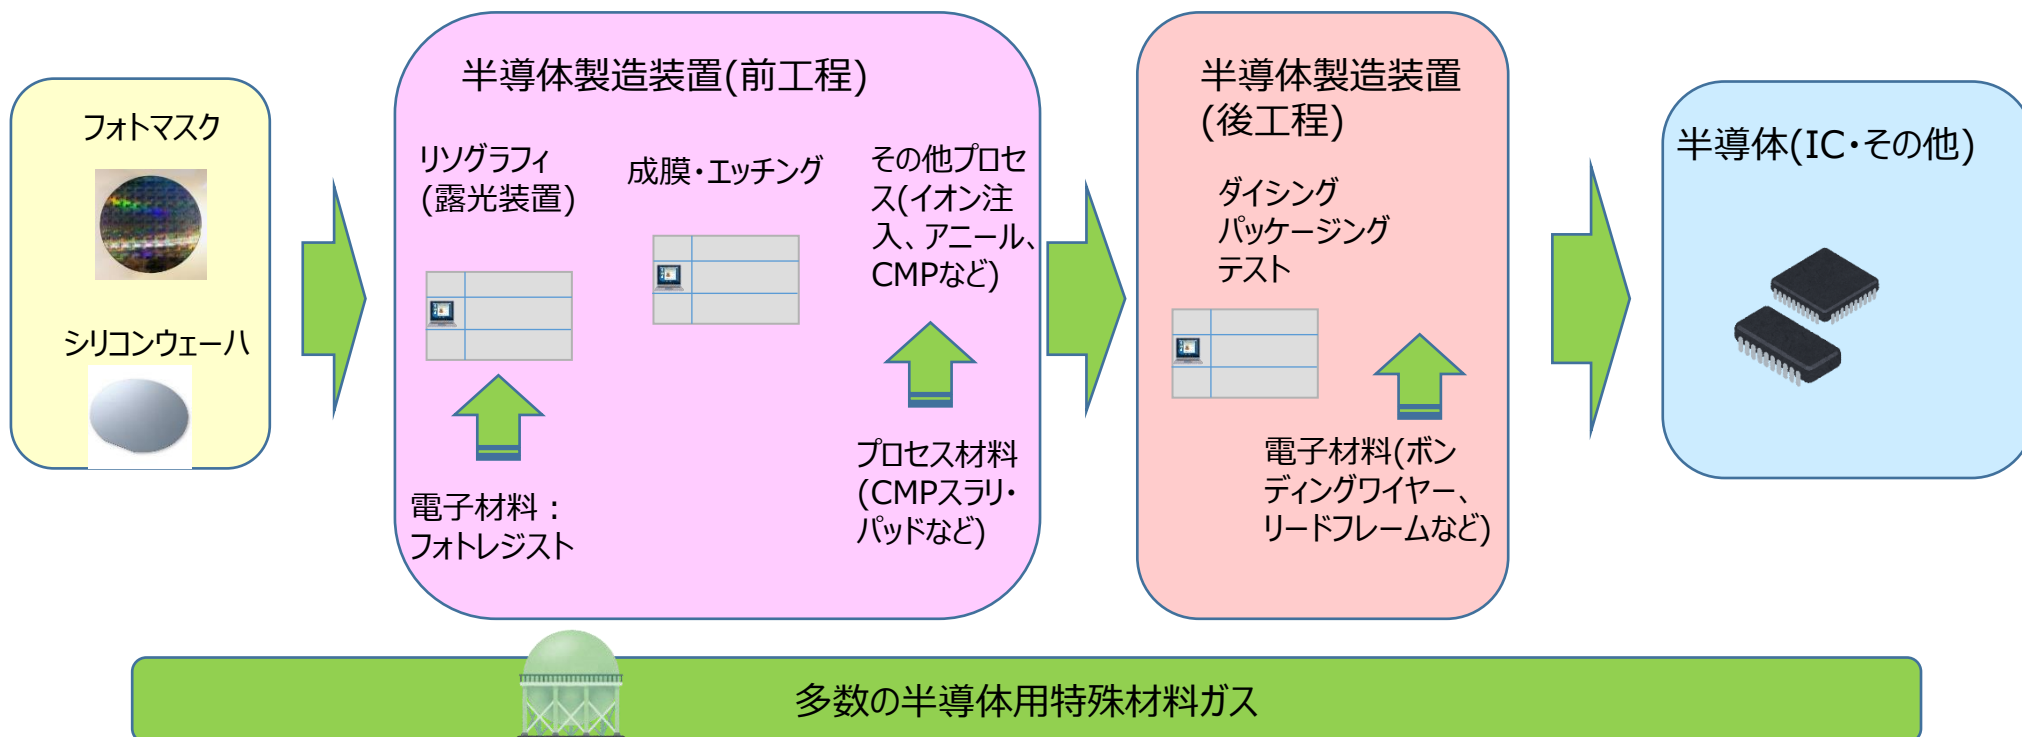 フォトマスク
シリコンウェーハ
半導体製造装置(前工程)
リソグラフィ
(露光装置)
成膜・エッチング
その他プロセ
ス(イオン注
入、アニール、
CMPなど)
電子材料：
フォトレジスト
プロセス材料
(CMPスラリ・
パッドなど)
半導体製造装置
(後工程)
ダイシング
パッケージング
テスト
電子材料(ボン
ディングワイヤー、
リードフレームなど)
半導体(IC・その他)
多数の半導体用特殊材料ガス